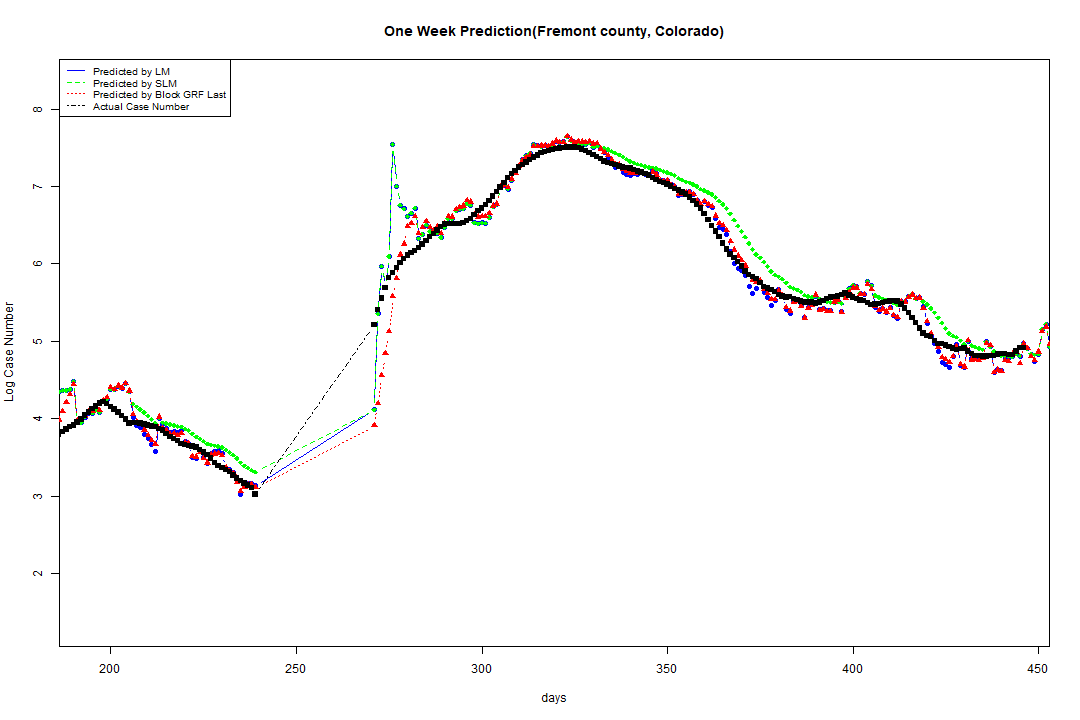 One Week Prediction(Fremont county, Colorado)
Predicted by LM
Predicted by SLM
Predicted by Block GRF Last
Actual Case Number
8
7
6
5
4
3
2
Log Case Number
200 250 300 350 400 450
days